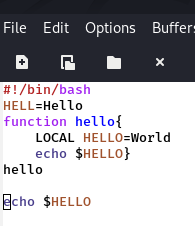 File Edit Options Buffers
#!/bin/bash
HELL=Hello
function hello{
    LOCAL HELLO=World
    echo $HELLO}
hello

echo $HELLO